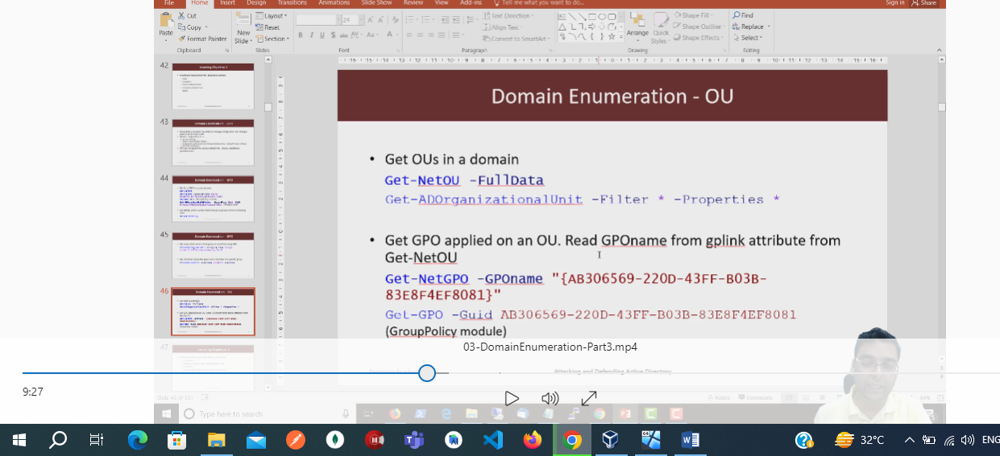 File Home Insert Design Transitions Animations Slide Show Review View Add-ins Tell me what you want to do... Sign in Share
Paste
Cut
Copy
Format Painter
Clipboard
New
Slide
Layout
Reset
Section
Slides
24
Font
Text Direction
Align Text
Convert to SmartArt
Paragraph
Arrange
Quick
Styles
Shape Fill
Shape Outline
Shape Effects
Drawing
Find
Replace
Select
Editing
42
43
44
45
46
47
Domain Enumeration - OU
• Get OUs in a domain
Get-NetOU -FullData
Get-ADOrganizationalUnit -Filter * -Properties *
• Get GPO applied on an OU. Read GPOname from gplink attribute from
Get-NetOU
Get-NetGPO -GPOname "{AB306569-220D-43FF-B03B-
83E8F4EF8081}"
Get-GPO -Guid AB306569-220D-43FF-B03B-83E8F4EF8081
(GroupPolicy module)
03-DomainEnumeration-Part3.mp4
Attacking and Defending Active Directory
9:27
Notes Comments
Type here to search
32°C
ENG